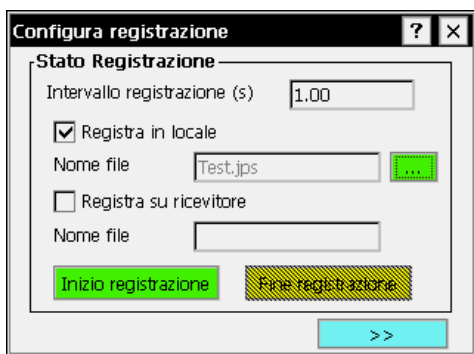 Configura registrazione ? ×
Stato Registrazione
Intervallo registrazione (s) 1.00
Registra in locale
Nome file Test.jps ...
Registra su ricevitore
Nome file
Inizio registrazione Fine registrazione
>>